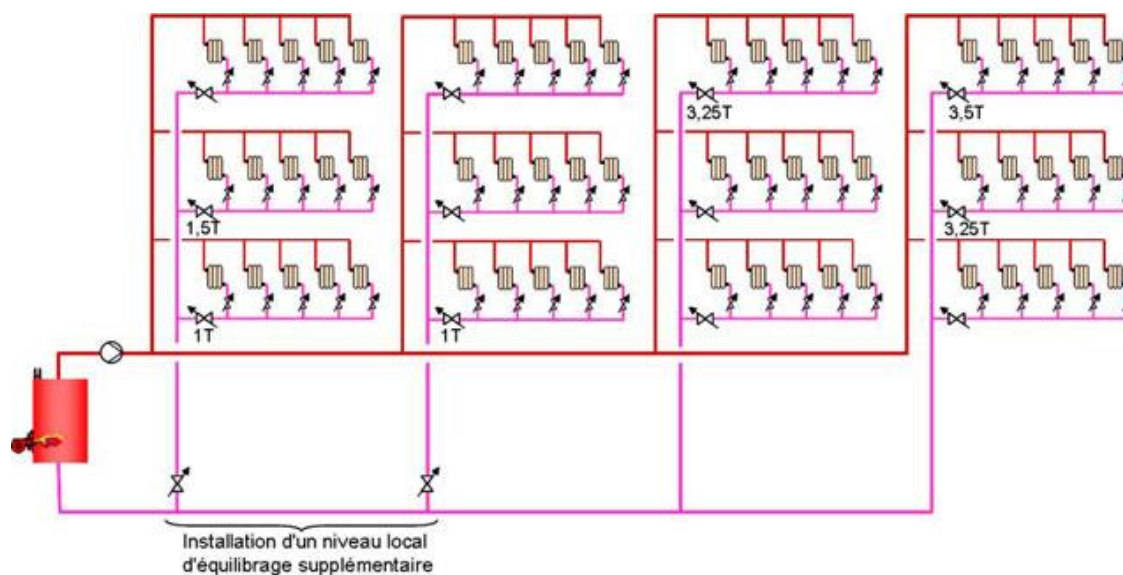 3,25T
3,5T
1,5T
3,25T
1T
1T
Installation d'un niveau local
d'équilibrage supplémentaire